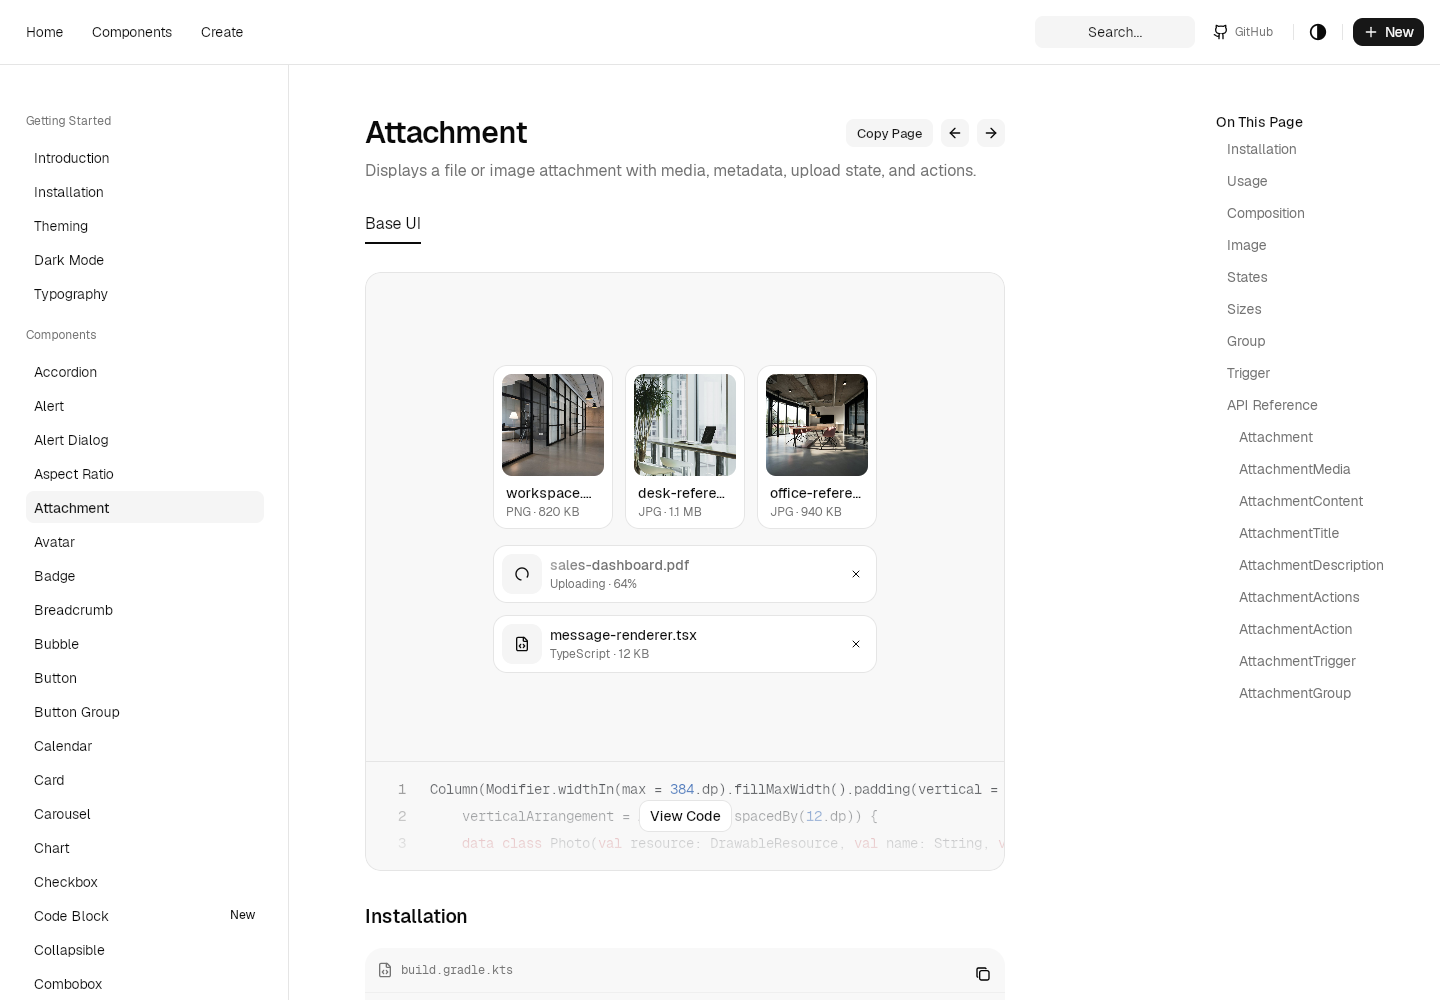 Home
Components
Create
Search...
GitHub
New
Getting Started
Introduction
Installation
Theming
Dark Mode
Typography
Components
Accordion
Alert
Alert Dialog
Aspect Ratio
Attachment
Avatar
Badge
Breadcrumb
Bubble
Button
Button Group
Calendar
Card
Carousel
Chart
Checkbox
Code Block
New
Collapsible
Combobox
Attachment
Copy Page
Displays a file or image attachment with media, metadata, upload state, and actions.
Base UI
workspace....
PNG · 820 KB
desk-refere...
JPG · 1.1 MB
office-refere...
JPG · 940 KB
sales-dashboard.pdf
Uploading · 64%
message-renderer.tsx
TypeScript · 12 KB
1 Column(Modifier.widthIn(max = 384.dp).fillMaxWidth().padding(vertical =
2 verticalArrangement = spacedBy(12.dp)) {
View Code
3 data class Photo(val resource: DrawableResource, val name: String, v
Installation
build.gradle.kts
On This Page
Installation
Usage
Composition
Image
States
Sizes
Group
Trigger
API Reference
Attachment
AttachmentMedia
AttachmentContent
AttachmentTitle
AttachmentDescription
AttachmentActions
AttachmentAction
AttachmentTrigger
AttachmentGroup